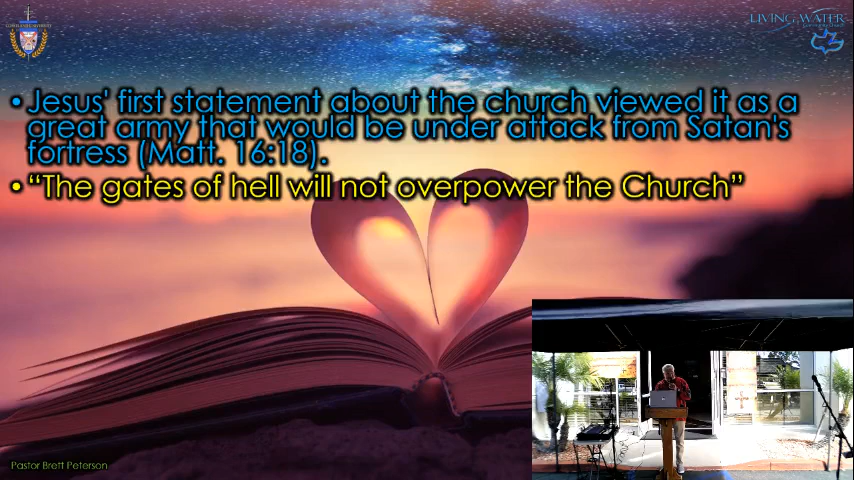 LIVING WATER
• Jesus' first statement about the church viewed it as a
great army that would be under attack from Satan's
fortress (Matt. 16:18).
• “The gates of hell will not overpower the Church”
Pastor Brett Peterson